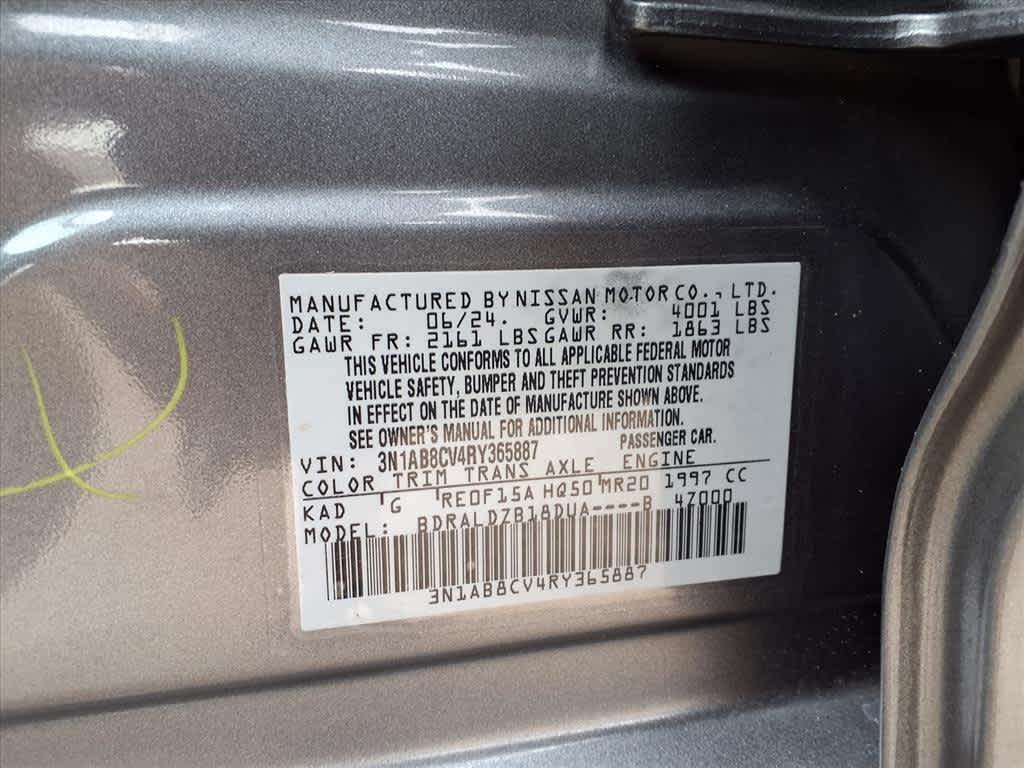 MANUFACTURED BY NISSAN MOTOR CO., LTD.
DATE: 06/24. GVWR: 4001 LBS
GAWR FR: 2161 LBS GAWR RR: 1863 LBS
THIS VEHICLE CONFORMS TO ALL APPLICABLE FEDERAL MOTOR
VEHICLE SAFETY, BUMPER AND THEFT PREVENTION STANDARDS
IN EFFECT ON THE DATE OF MANUFACTURE SHOWN ABOVE.
SEE OWNER'S MANUAL FOR ADDITIONAL INFORMATION.
VIN: 3N1AB8CV4RY365887 PASSENGER CAR.
COLOR TRIM TRANS AXLE ENGINE
KAD G RE0F15A HQ50 MR20 1997 CC
MODEL: BDRALDZB18DUA----B 4Z000
3N1AB8CV4RY365887